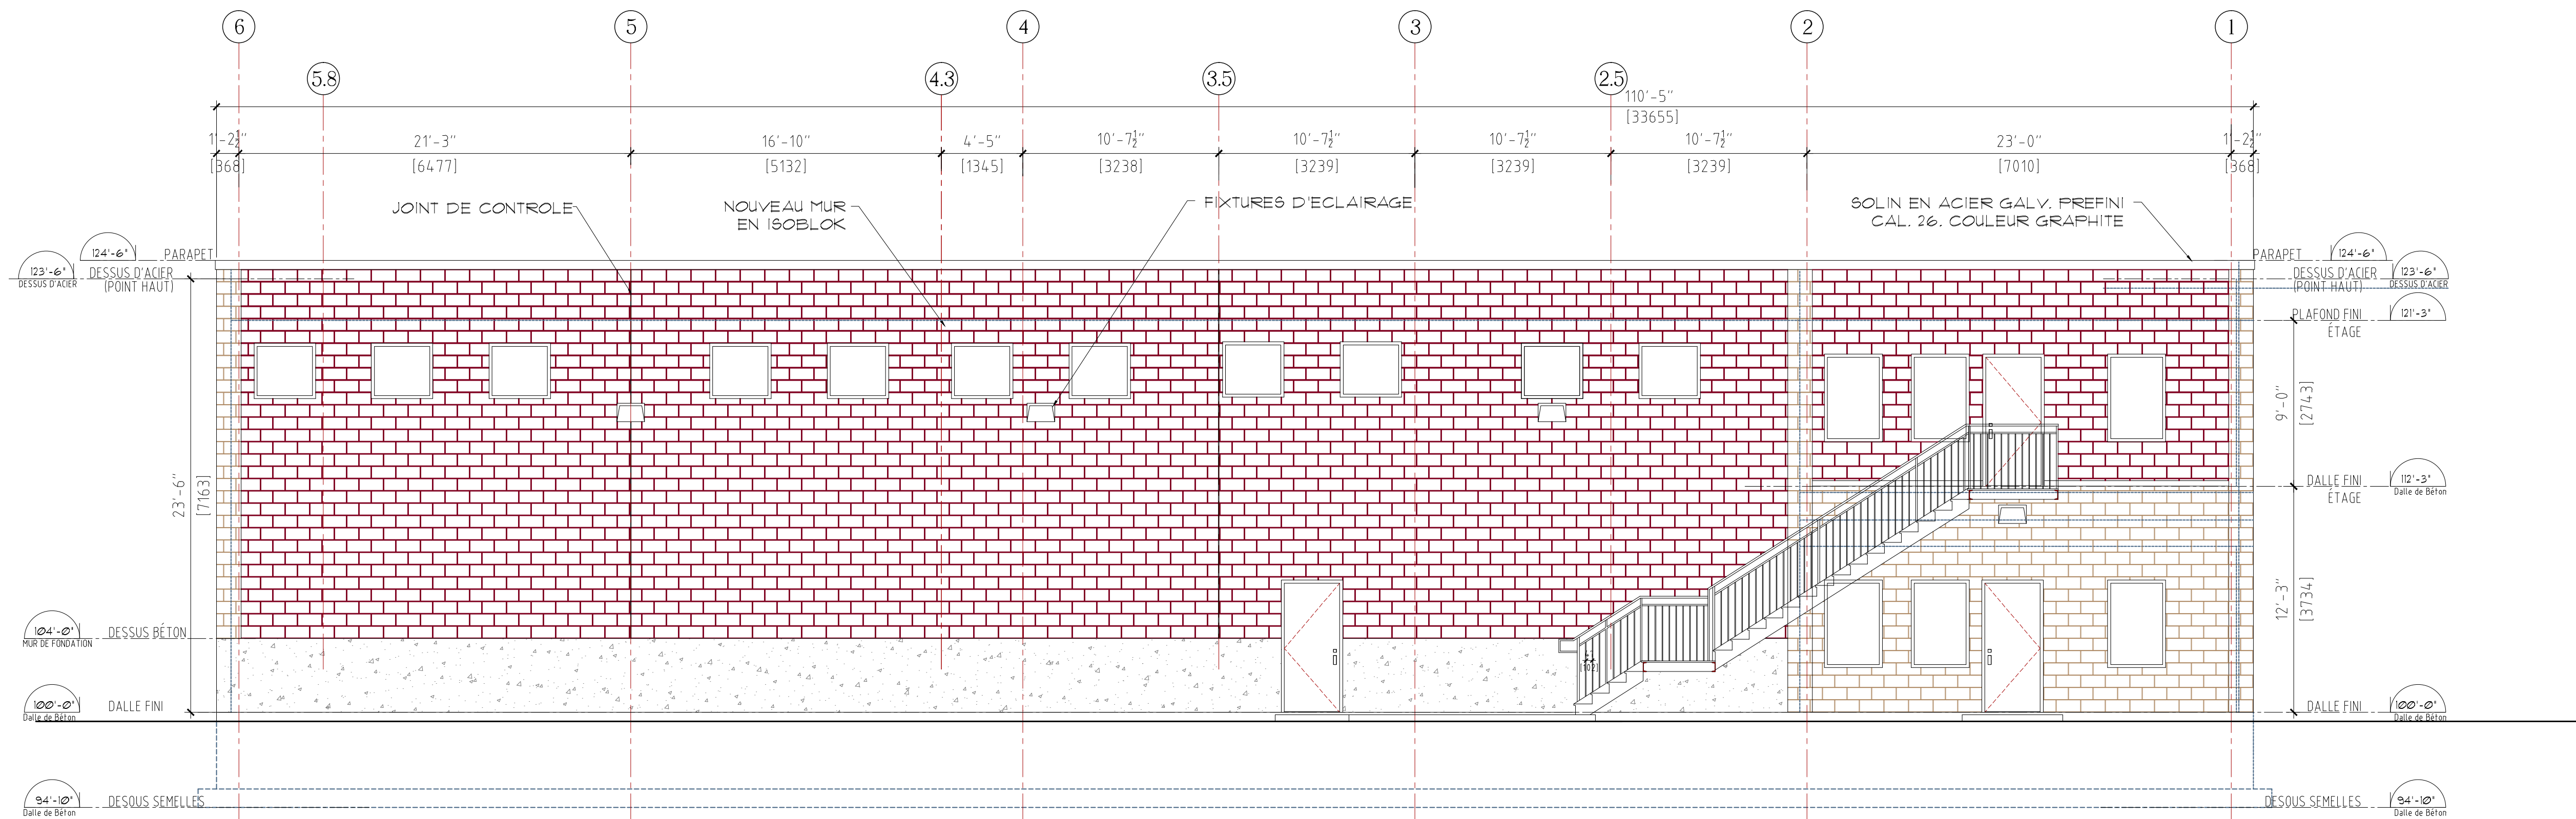 6
5
4
3
2
1
5.8
4.3
3.5
2.5
110'-5"
[33655]
1'-2½"
21'-3"
16'-10"
4'-5"
10'-7½"
10'-7½"
10'-7½"
10'-7½"
23'-0"
1'-2½"
[368]
[6477]
[5132]
[1345]
[3238]
[3239]
[3239]
[3239]
[7010]
[368]
JOINT DE CONTROLE
NOUVEAU MUR
EN ISOBLOK
FIXTURES D'ECLAIRAGE
SOLIN EN ACIER GALV. PREFINI
CAL. 26. COULEUR GRAPHITE
124'-6"
PARAPET
123'-6"
DESSUS D'ACIER
DESSUS D'ACIER
(POINT HAUT)
PARAPET
124'-6"
DESSUS D'ACIER
(POINT HAUT)
123'-6"
DESSUS D'ACIER
PLAFOND FINI
ÉTAGE
121'-3"
9'-0"
[2743]
23'-6"
[7163]
DALLE FINI
ÉTAGE
112'-3"
Dalle de Béton
12'-3"
[3734]
104'-0"
MUR DE FONDATION
DESSUS BÉTON
[102]
100'-0"
Dalle de Béton
DALLE FINI
DALLE FINI
100'-0"
Dalle de Béton
94'-10"
Dalle de Béton
DESOUS SEMELLES
DESOUS SEMELLES
94'-10"
Dalle de Béton